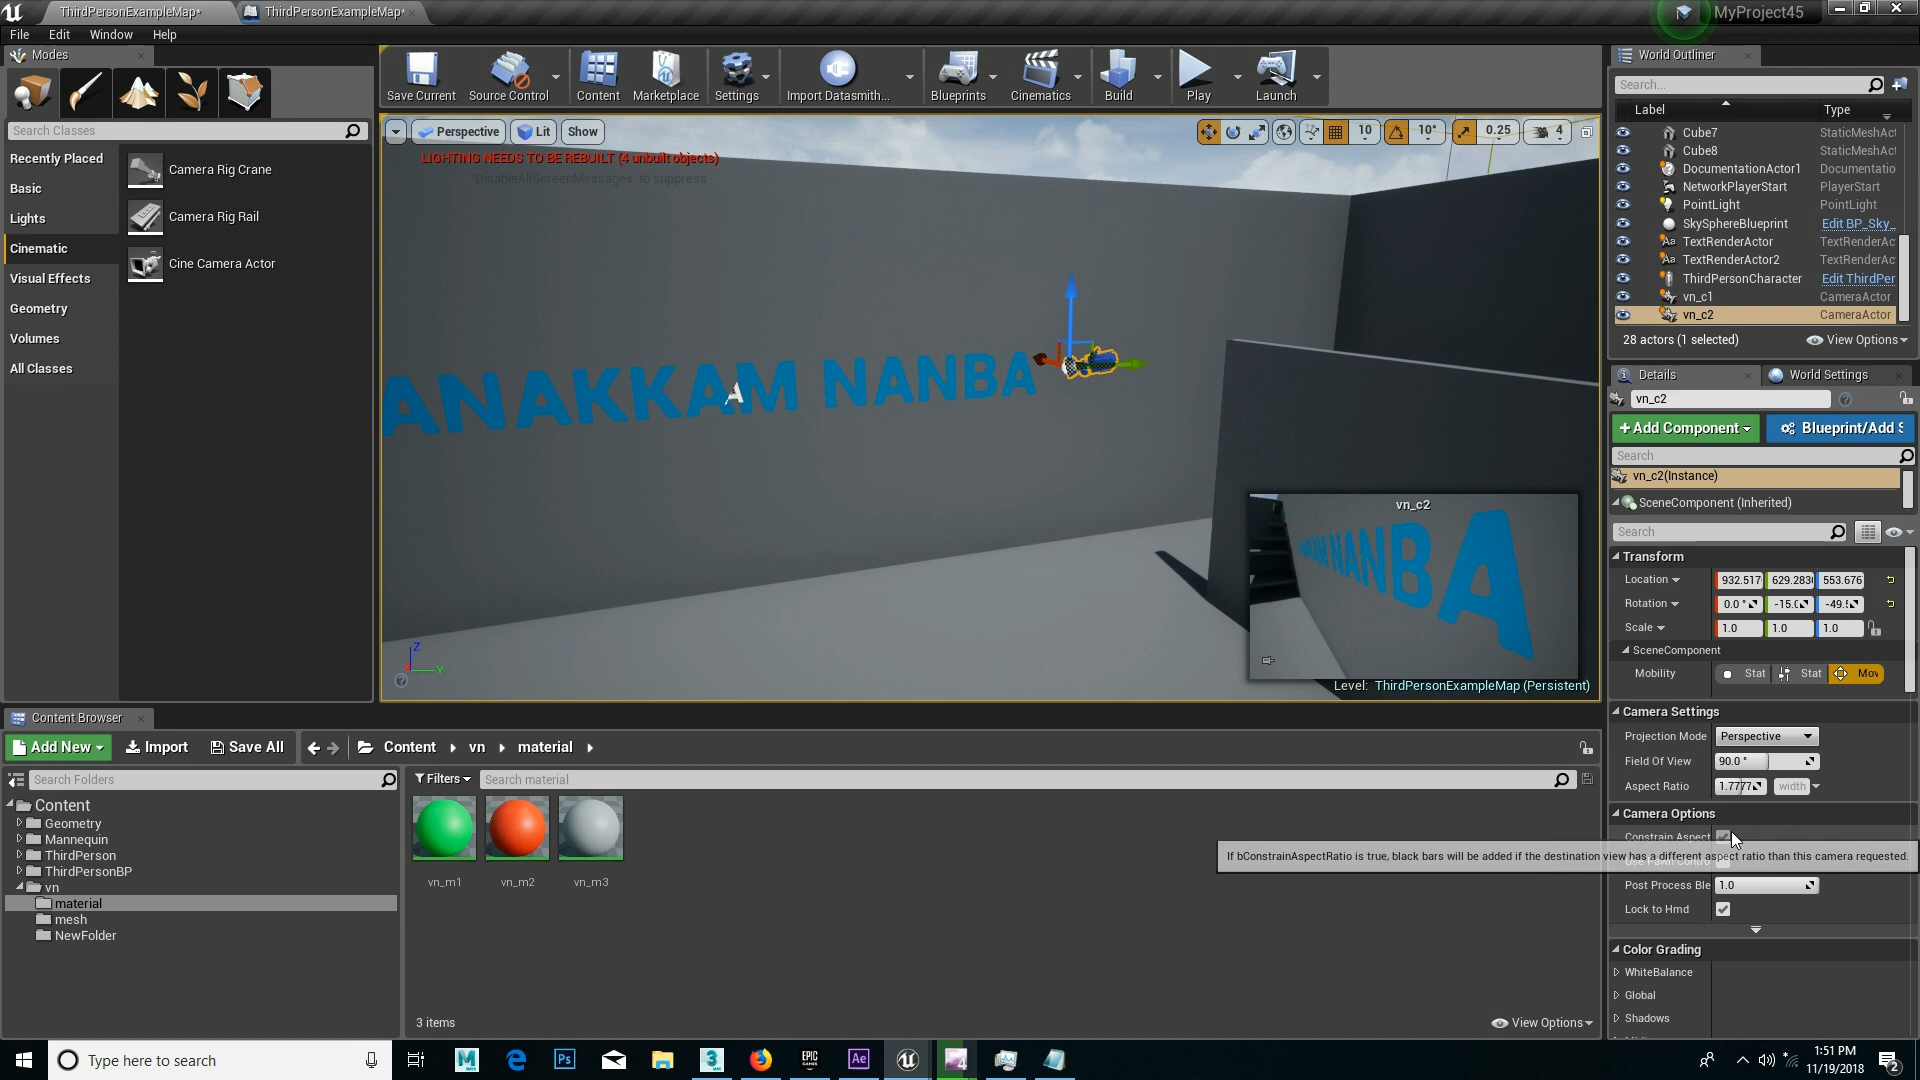 ThirdPersonExampleMap*
ThirdPersonExampleMap*
MyProject45
File Edit Window Help
Modes
Search Classes
Recently Placed
Basic
Lights
Cinematic
Visual Effects
Geometry
Volumes
All Classes
Camera Rig Crane
Camera Rig Rail
Cine Camera Actor
Save Current
Source Control
Content
Marketplace
Settings
Import Datasmith...
Blueprints
Cinematics
Build
Play
Launch
Perspective Lit Show
10 10° 0.25 4
LIGHTING NEEDS TO BE REBUILT (4 unbuilt objects)
'DisableAllScreenMessages' to suppress
ANAKKAM NANBA
A
vn_c2
NANBA
Z
Y
Level: ThirdPersonExampleMap (Persistent)
World Outliner
Search...
Label Type
Cube7 StaticMeshAct
Cube8 StaticMeshAct
DocumentationActor1 Documentatio
NetworkPlayerStart PlayerStart
PointLight PointLight
SkySphereBlueprint Edit BP_Sky_
TextRenderActor TextRenderAc
TextRenderActor2 TextRenderAc
ThirdPersonCharacter Edit ThirdPer
vn_c1 CameraActor
vn_c2 CameraActor
28 actors (1 selected) View Options
Details World Settings
vn_c2
+Add Component Blueprint/Add S
Search
vn_c2(Instance)
SceneComponent (Inherited)
Search
Transform
Location 932.517 629.283 553.676
Rotation 0.0 ° -15.0 -49.
Scale 1.0 1.0 1.0
SceneComponent
Mobility Stat Stat Mov
Camera Settings
Projection Mode Perspective
Field Of View 90.0 °
Aspect Ratio 1.7777 width
Camera Options
Constrain Aspect
If bConstrainAspectRatio is true, black bars will be added if the destination view has a different aspect ratio than this camera requested.
Use Pawn Contro
Post Process Ble 1.0
Lock to Hmd
Color Grading
WhiteBalance
Global
Shadows
Content Browser
Add New Import Save All Content vn material
Search Folders
Filters Search material
Content
Geometry
Mannequin
ThirdPerson
ThirdPersonBP
vn
material
mesh
NewFolder
vn_m1 vn_m2 vn_m3
3 items View Options
Type here to search
1:51 PM
11/19/2018
2